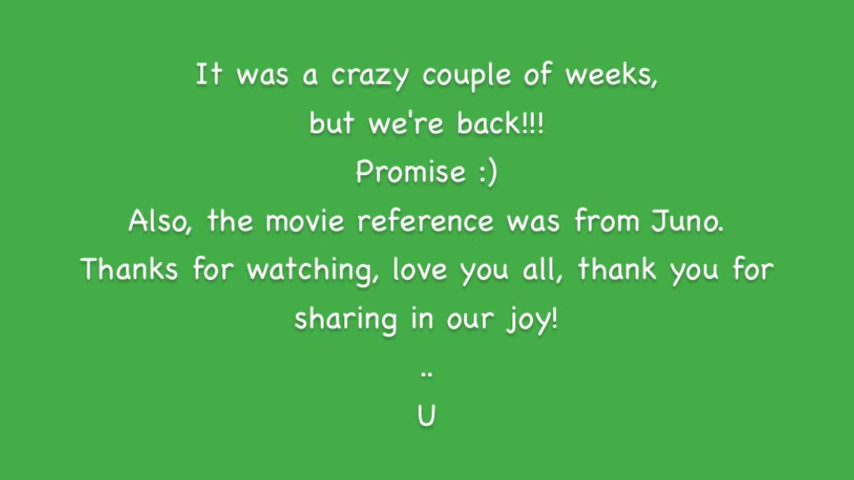 It was a crazy couple of weeks,
but we're back!!!
Promise :)
Also, the movie reference was from Juno.
Thanks for watching, love you all, thank you for
sharing in our joy!
..
U